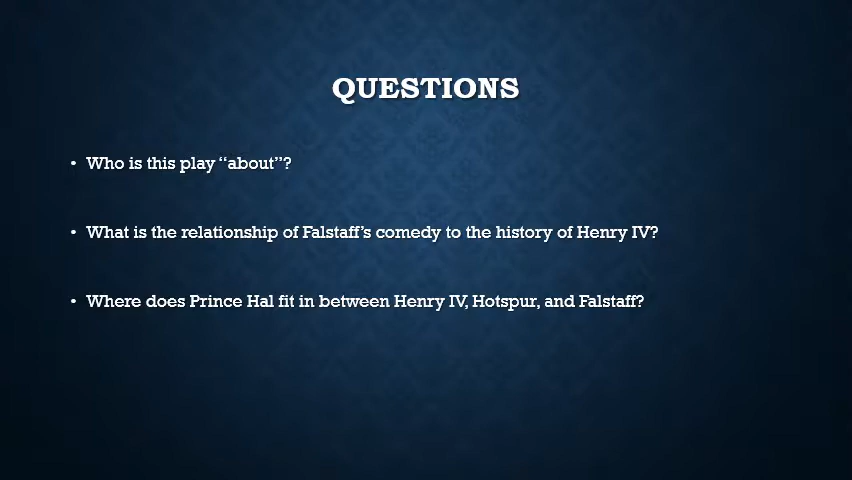 QUESTIONS
• Who is this play “about”?
• What is the relationship of Falstaff’s comedy to the history of Henry IV?
• Where does Prince Hal fit in between Henry IV, Hotspur, and Falstaff?